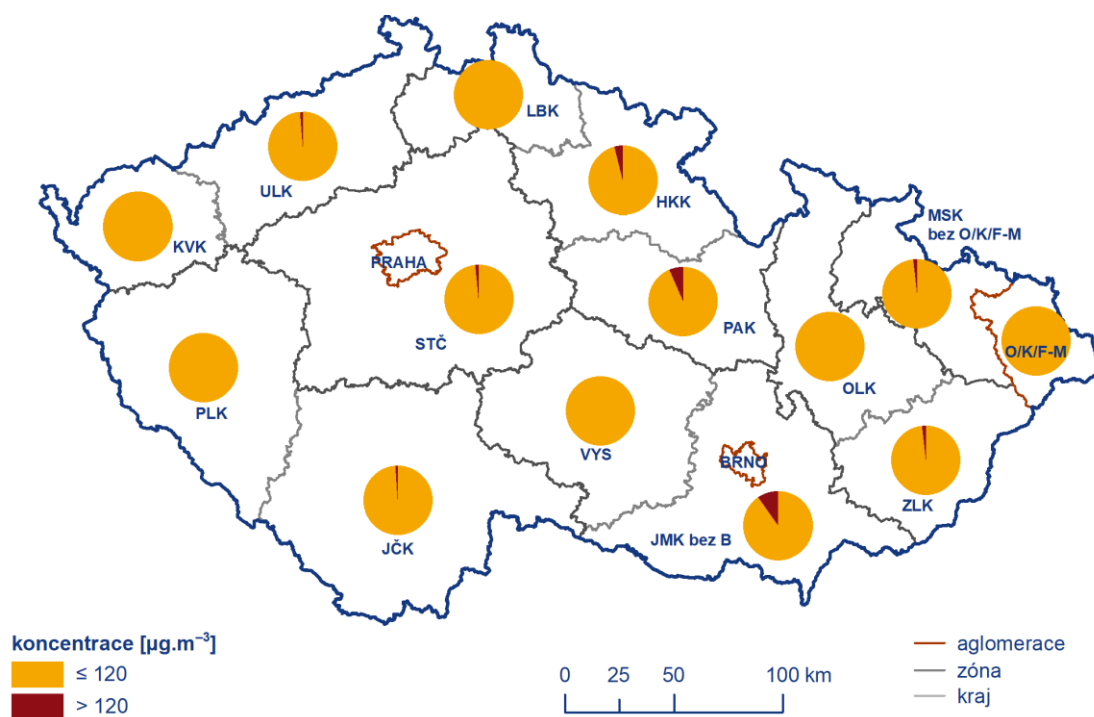 LBK
ULK
HKK
MSK
bez O/K/F-M
KVK
PRAHA
STČ
PAK
O/K/F-M
OLK
PLK
VYS
BRNO
ZLK
JČK
JMK bez B
koncentrace [µg.m⁻³]
≤ 120
> 120
0 25 50 100 km
aglomerace
zóna
kraj